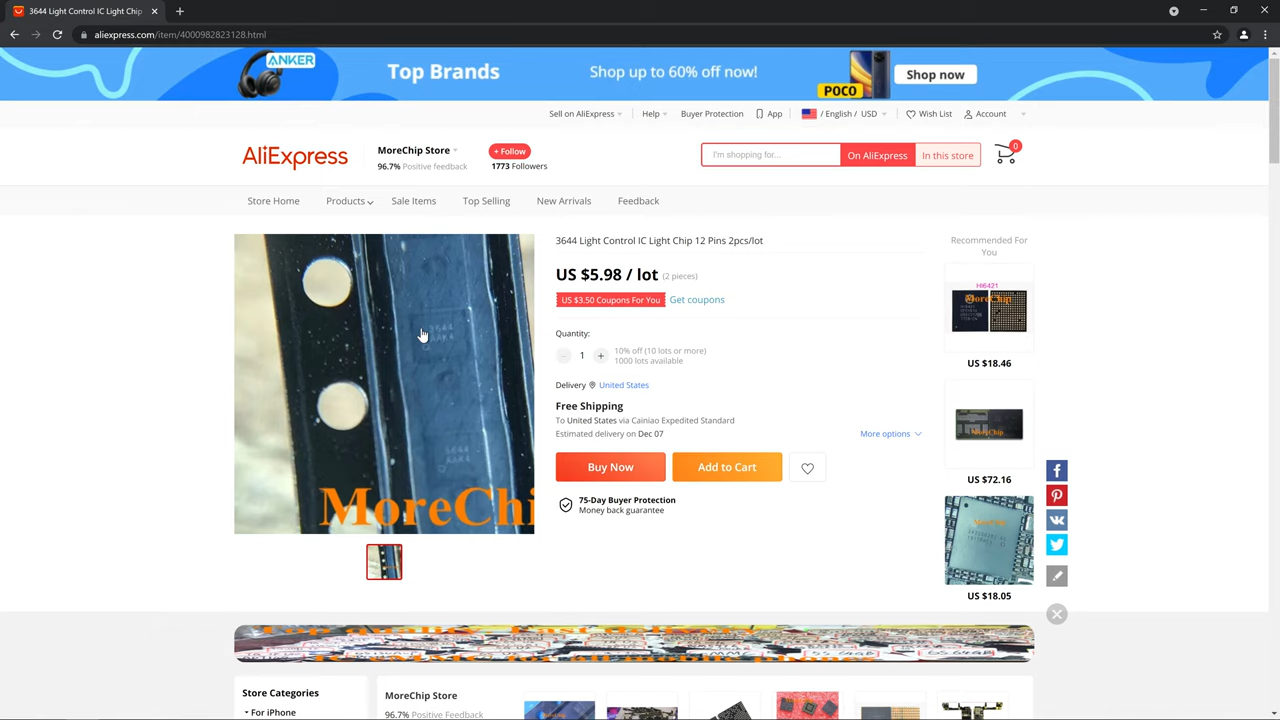 3644 Light Control IC Light Chip
aliexpress.com/item/4000982823128.html
ANKER
Top Brands
Shop up to 60% off now!
POCO
Shop now
Sell on AliExpress
Help
Buyer Protection
App
/ English / USD
Wish List
Account
AliExpress
MoreChip Store
96.7% Positive feedback
+ Follow
1773 Followers
I'm shopping for...
On AliExpress
In this store
0
Store Home
Products
Sale Items
Top Selling
New Arrivals
Feedback
MoreChi
3644 Light Control IC Light Chip 12 Pins 2pcs/lot
US $5.98 / lot (2 pieces)
US $3.50 Coupons For You
Get coupons
Quantity:
1
10% off (10 lots or more)
1000 lots available
Delivery
United States
Free Shipping
To United States via Cainiao Expedited Standard
Estimated delivery on Dec 07
More options
Buy Now
Add to Cart
75-Day Buyer Protection
Money back guarantee
Recommended For
You
HI6421
MoreChip
US $18.46
MoreChip
US $72.16
MoreChip
US $18.05
Store Categories
For iPhone
MoreChip Store
96.7% Positive Feedback